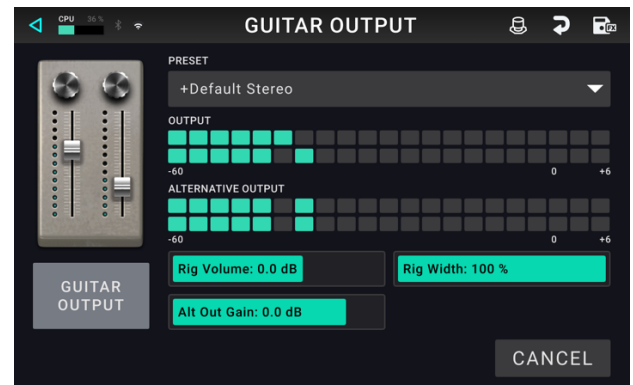 CPU 36 %
GUITAR OUTPUT
PRESET
+Default Stereo
OUTPUT
-60 0 +6
ALTERNATIVE OUTPUT
-60 0 +6
Rig Volume: 0.0 dB
Rig Width: 100 %
GUITAR
OUTPUT
Alt Out Gain: 0.0 dB
CANCEL